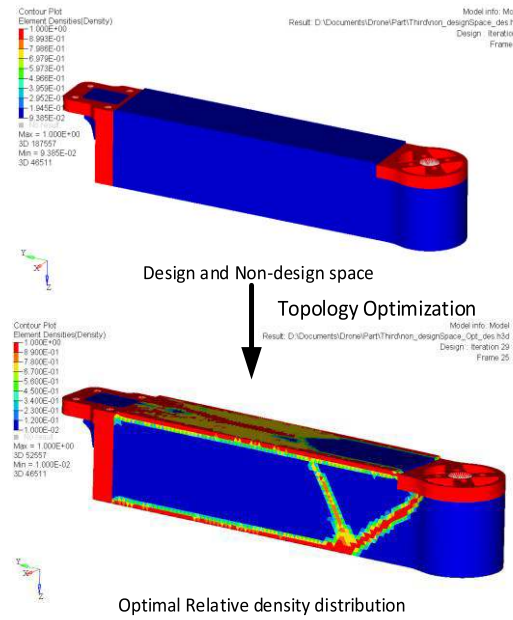 Contour Plot
Element Densities(Density)
1.000E+00
8.993E-01
7.986E-01
6.979E-01
5.973E-01
4.966E-01
3.959E-01
2.952E-01
1.945E-01
9.385E-02
No result
Max = 1.000E+00
3D 187557
Min = 9.385E-02
3D 46511
Model info: Mo
Result: D:\Documents\Drone\Part\Third\non_designSpace_des.h
Design : Iteratio
Frame
Y
X
Z
Design and Non-design space
Topology Optimization
Contour Plot
Element Densities(Density)
1.000E+00
8.900E-01
7.800E-01
6.700E-01
5.600E-01
4.500E-01
3.400E-01
2.300E-01
1.200E-01
1.000E-02
No result
Max = 1.000E+00
3D 52557
Min = 1.000E-02
3D 46511
Model info: Model
Result: D:\Documents\Drone\Part\Third\non_designSpace_0pt_des.h3d
Design : Iteration 29
Frame 25
Y
X
Z
Optimal Relative density distribution